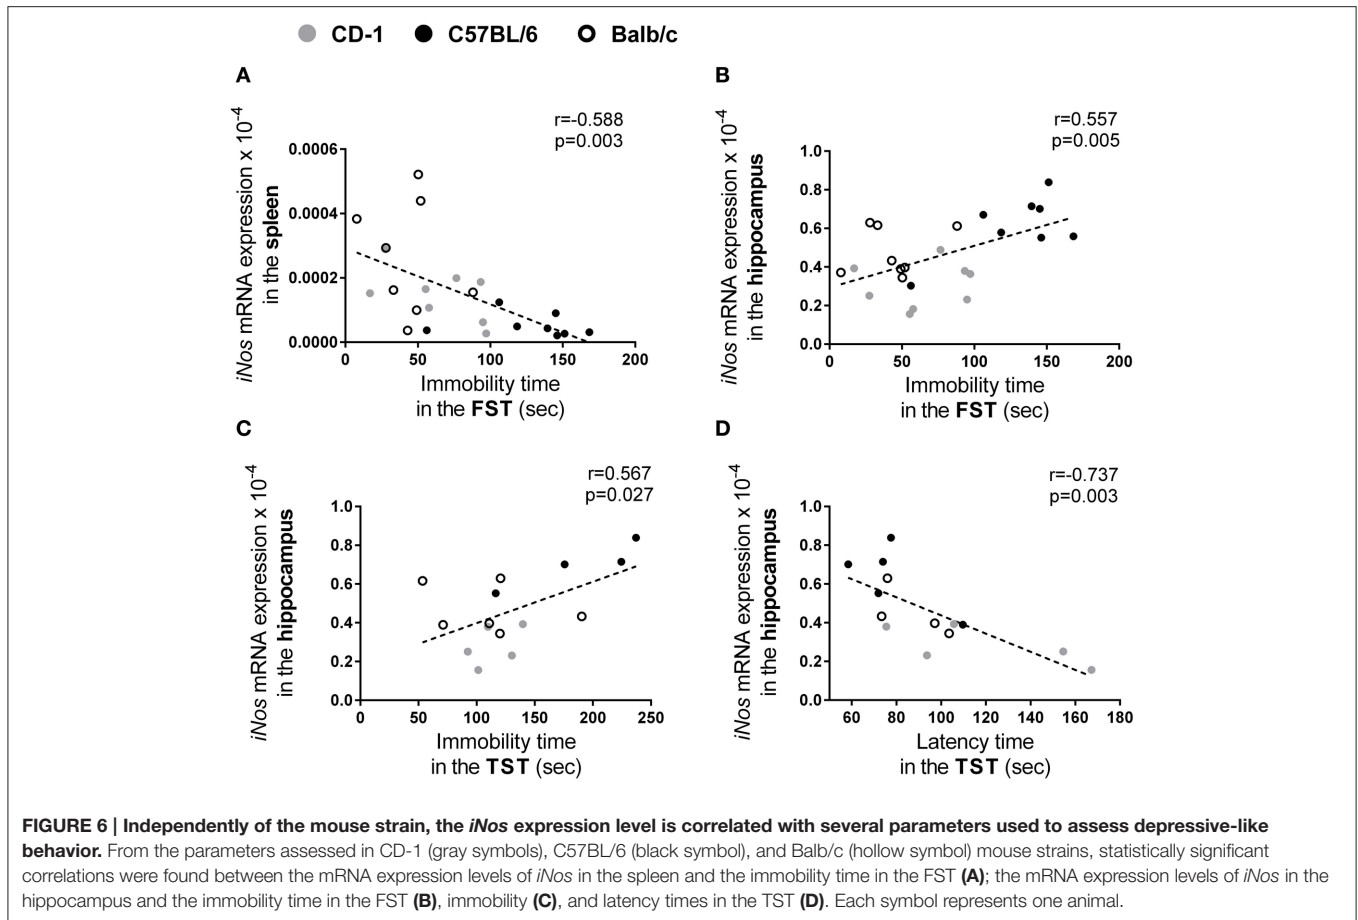 CD-1 C57BL/6 Balb/c
A
iNos mRNA expression x 10-4
in the spleen
r=-0.588
p=0.003
0.0006
0.0004
0.0002
0.0000
0 50 100 150 200
Immobility time
in the FST (sec)
B
iNos mRNA expression x 10-4
in the hippocampus
r=0.557
p=0.005
1.0
0.8
0.6
0.4
0.2
0.0
0 50 100 150 200
Immobility time
in the FST (sec)
C
iNos mRNA expression x 10-4
in the hippocampus
r=0.567
p=0.027
1.0
0.8
0.6
0.4
0.2
0.0
0 50 100 150 200 250
Immobility time
in the TST (sec)
D
iNos mRNA expression x 10-4
in the hippocampus
r=-0.737
p=0.003
1.0
0.8
0.6
0.4
0.2
0.0
60 80 100 120 140 160 180
Latency time
in the TST (sec)
FIGURE 6 | Independently of the mouse strain, the iNos expression level is correlated with several parameters used to assess depressive-like
behavior. From the parameters assessed in CD-1 (gray symbols), C57BL/6 (black symbol), and Balb/c (hollow symbol) mouse strains, statistically significant
correlations were found between the mRNA expression levels of iNos in the spleen and the immobility time in the FST (A); the mRNA expression levels of iNos in the
hippocampus and the immobility time in the FST (B), immobility (C), and latency times in the TST (D). Each symbol represents one animal.